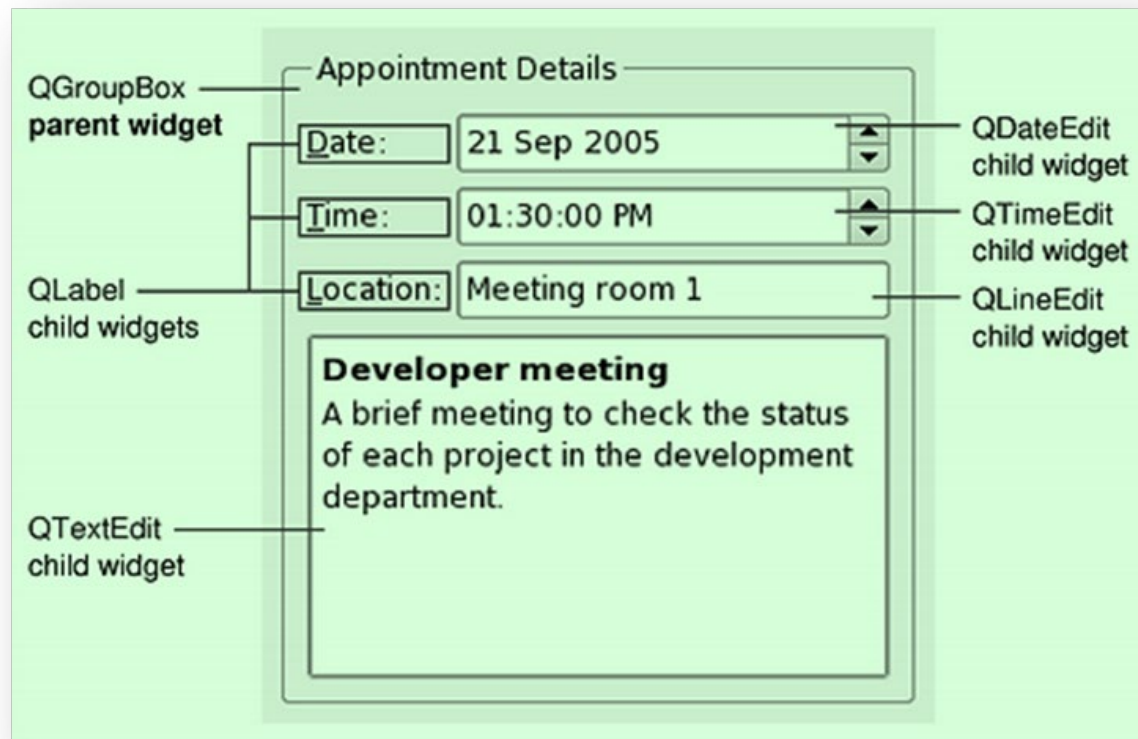 Appointment Details
QGroupBox
parent widget
Date:
21 Sep 2005
QDateEdit
child widget
Time:
01:30:00 PM
QTimeEdit
child widget
QLabel
child widgets
Location:
Meeting room 1
QLineEdit
child widget
Developer meeting
A brief meeting to check the status
of each project in the development
department.
QTextEdit
child widget